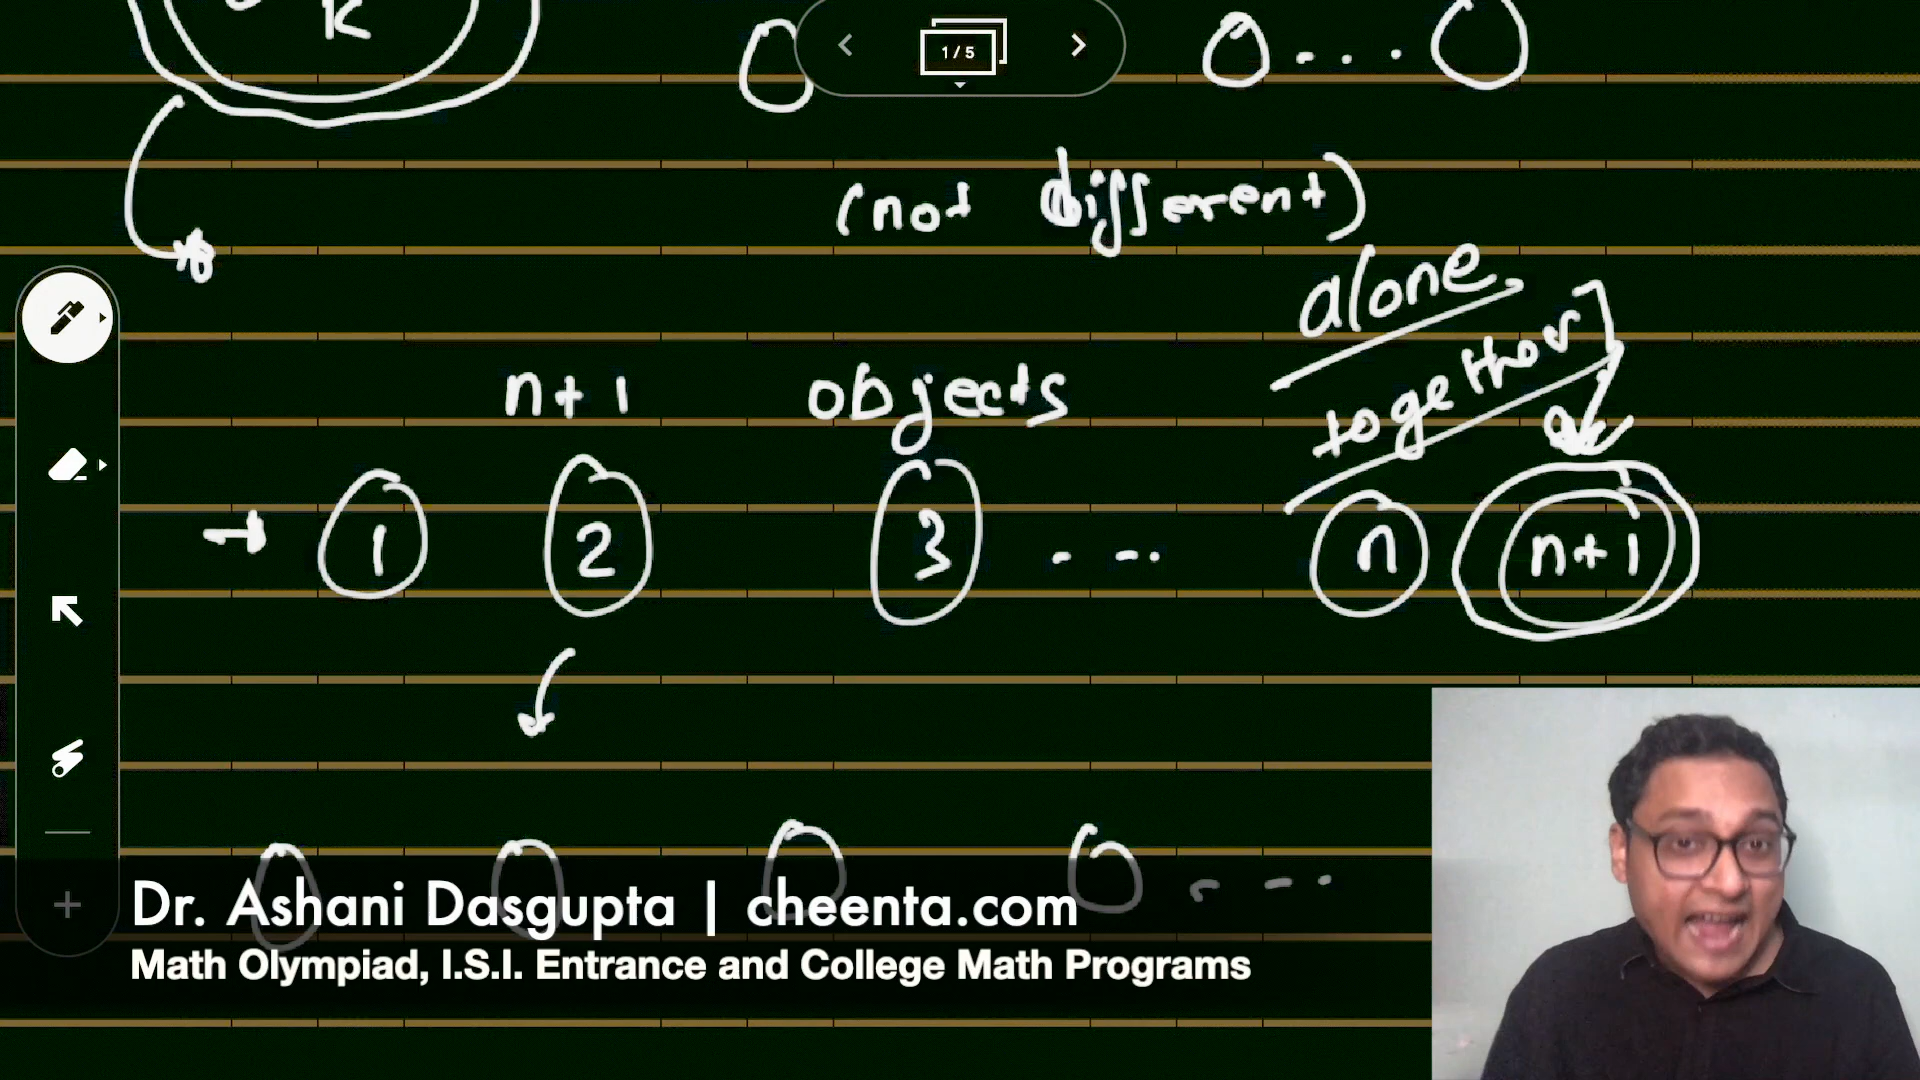 K
1 / 5
(not different)
alone
together
n+1 objects
1 2 3 n n+1
Dr. Ashani Dasgupta | cheenta.com
Math Olympiad, I.S.I. Entrance and College Math Programs